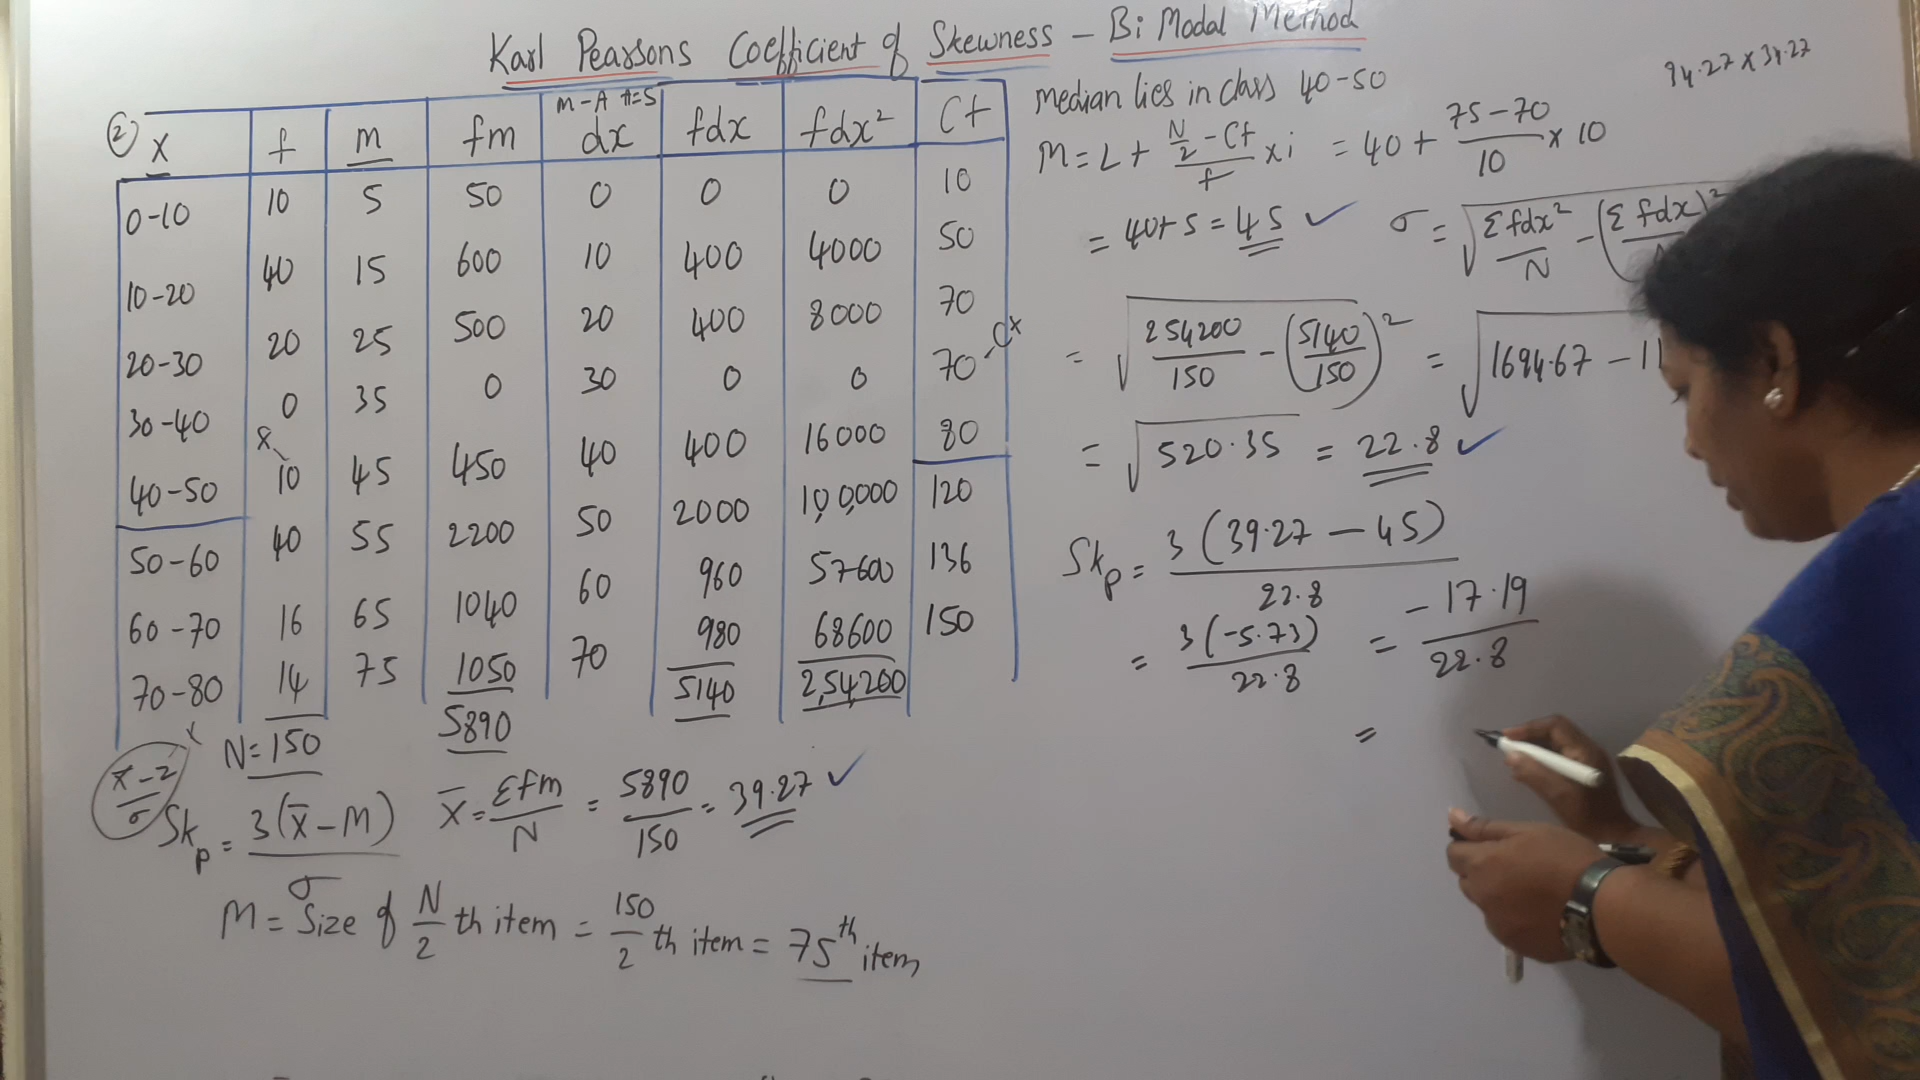 Karl Pearsons Coefficient of Skewness - Bi Modal Method
94.27 x 34.27
② x f m fm m-A A=5 dx fdx fdx² Cf
0-10 10 5 50 0 0 0 10
10-20 40 15 600 10 400 4000 50
20-30 20 25 500 20 400 8000 70
30-40 0 35 0 30 0 0 70 - Cf
40-50 f 10 45 450 40 400 16000 80
50-60 40 55 2200 50 2000 1,00,000 120
60-70 16 65 1040 60 960 57600 136
70-80 14 75 1050 70 980 68600 150
N=150 5890 5140 2,54200
x̄-Z/σ
Skp = 3(x̄-M)/σ x̄ = Σfm/N = 5890/150 = 39.27 ✓
M = Size of N/2 th item = 150/2 th item = 75th item
Median lies in class 40-50
M = L + (N/2 - Cf)/f x i = 40 + (75-70)/10 x 10
= 40+5 = 45 ✓ σ = √Σfdx²/N - (Σfdx)²
= √254200/150 - (5140/150)² = √1694.67 - 11
= √520.35 = 22.8 ✓
Skp = 3(39.27-45)/22.8
= 3(-5.73)/22.8 = -17.19/22.8
=